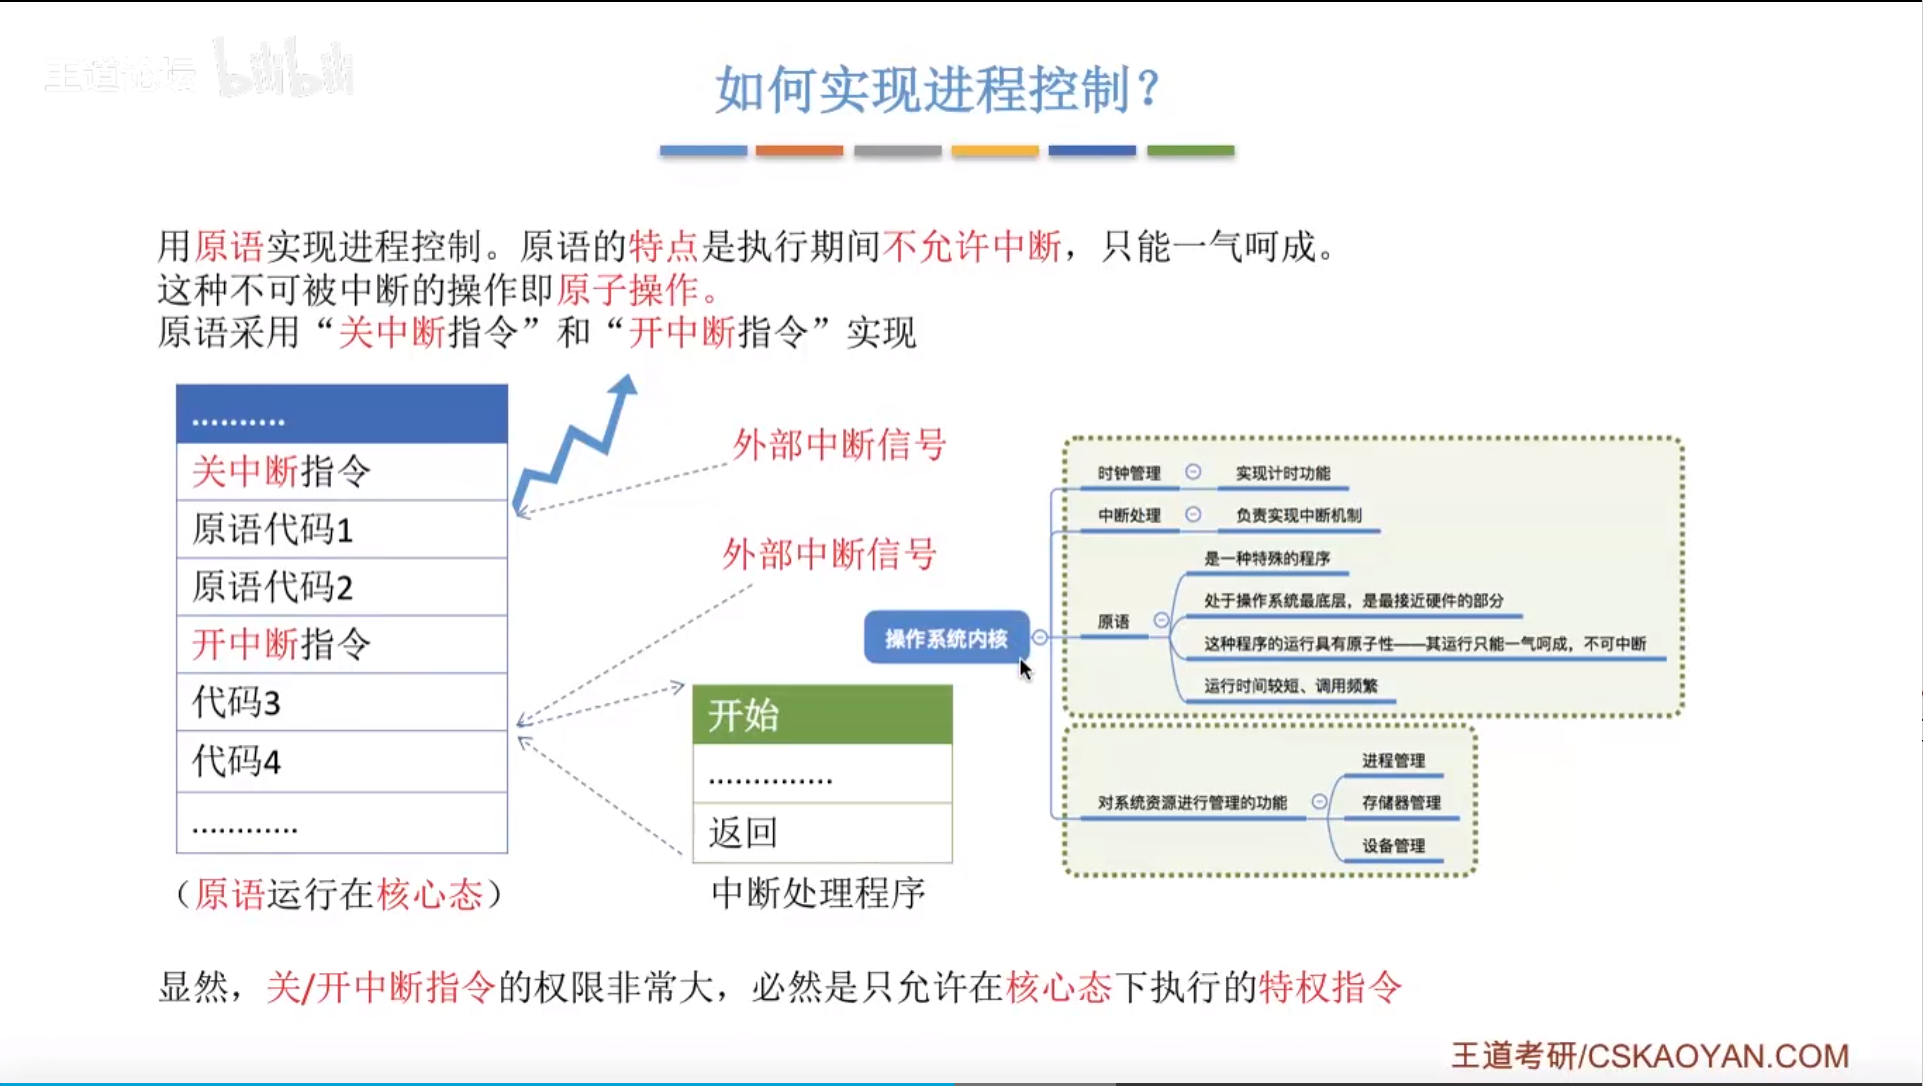 王道论坛 bilibili
如何实现进程控制？
用原语实现进程控制。原语的特点是执行期间不允许中断，只能一气呵成。
这种不可被中断的操作即原子操作。
原语采用“关中断指令”和“开中断指令”实现
..........
关中断指令
原语代码1
原语代码2
开中断指令
代码3
代码4
............
（原语运行在核心态）
外部中断信号
外部中断信号
开始
..............
返回
中断处理程序
操作系统内核
时钟管理
实现计时功能
中断处理
负责实现中断机制
原语
是一种特殊的程序
处于操作系统最底层，是最接近硬件的部分
这种程序的运行具有原子性——其运行只能一气呵成，不可中断
运行时间较短、调用频繁
对系统资源进行管理的功能
进程管理
存储器管理
设备管理
显然，关/开中断指令的权限非常大，必然是只允许在核心态下执行的特权指令
王道考研/CSKAOYAN.COM